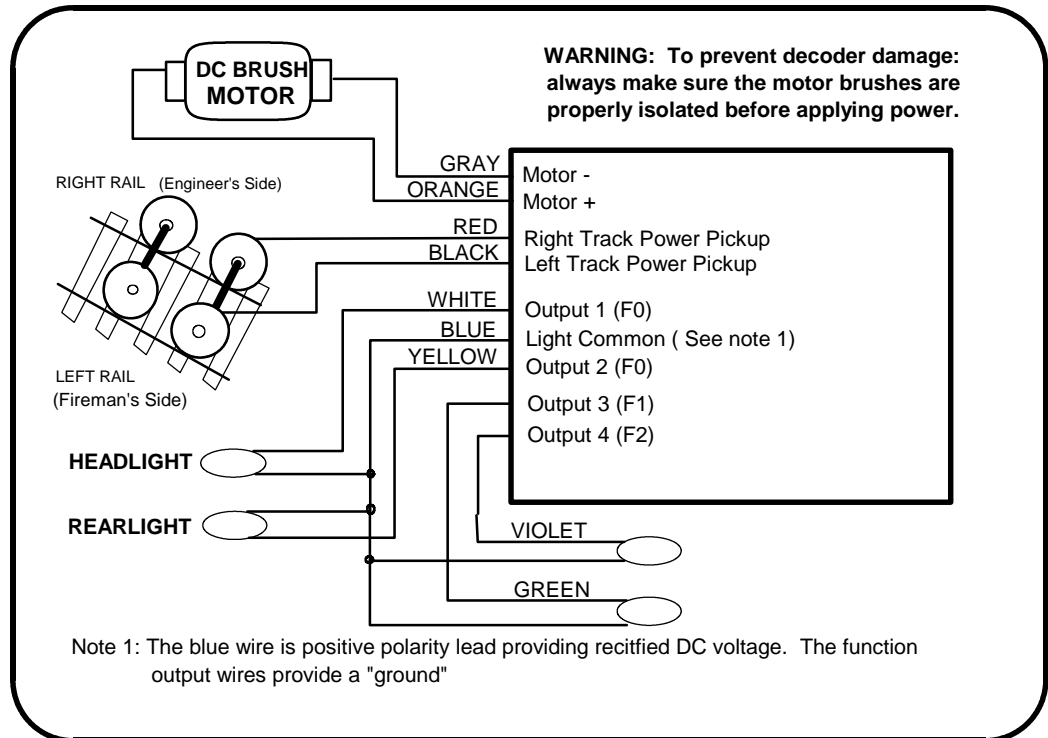 DC BRUSH
MOTOR
WARNING: To prevent decoder damage:
always make sure the motor brushes are
properly isolated before applying power.
GRAY
ORANGE
RED
BLACK
WHITE
BLUE
YELLOW
Motor -
Motor +
Right Track Power Pickup
Left Track Power Pickup
Output 1 (F0)
Light Common ( See note 1)
Output 2 (F0)
Output 3 (F1)
Output 4 (F2)
RIGHT RAIL (Engineer's Side)
LEFT RAIL
(Fireman's Side)
HEADLIGHT
REARLIGHT
VIOLET
GREEN
Note 1: The blue wire is positive polarity lead providing recitfied DC voltage. The function
output wires provide a "ground"